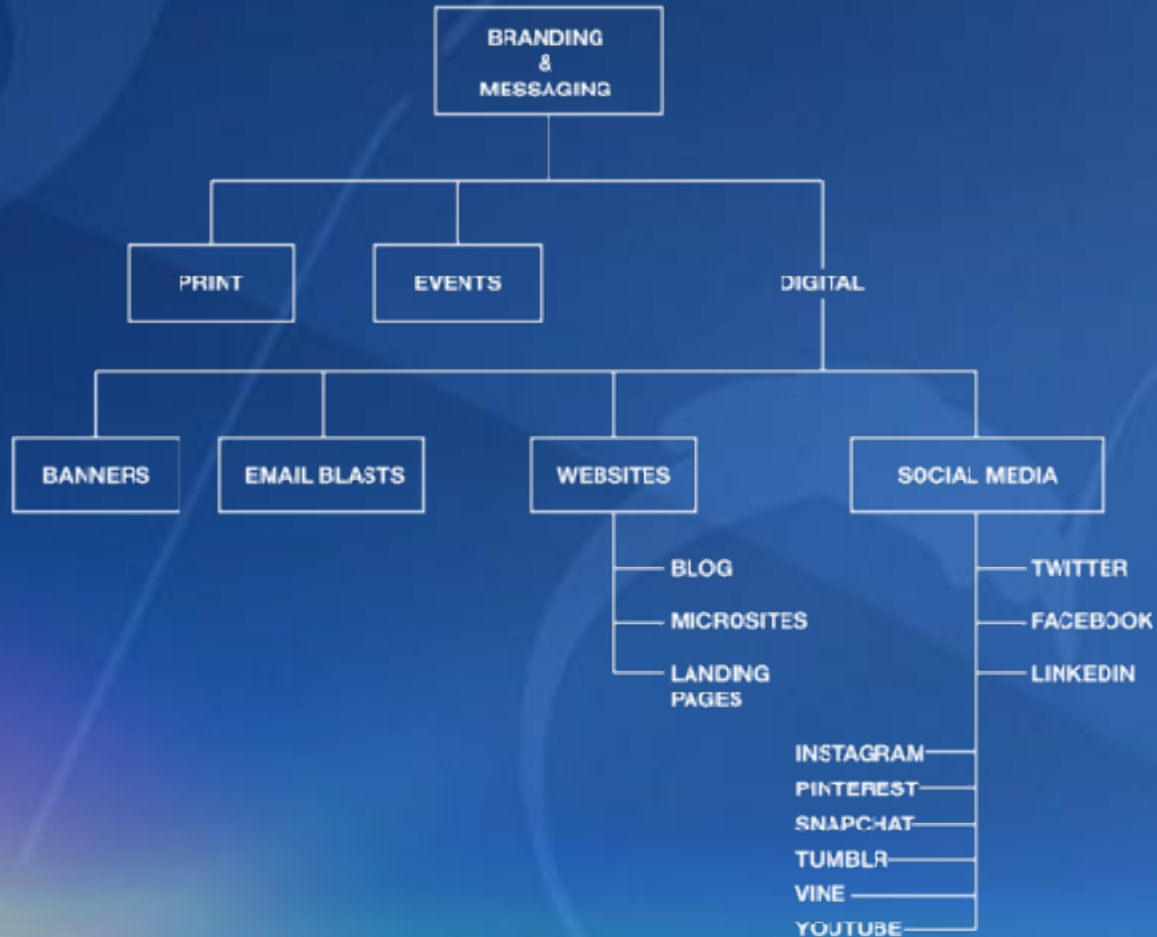 BRANDING
&
MESSAGING
PRINT
EVENTS
DIGITAL
BANNERS
EMAIL BLASTS
WEBSITES
SOCIAL MEDIA
BLOG
MICROSITES
LANDING
PAGES
TWITTER
FACEBOOK
LINKEDIN
INSTAGRAM
PINTEREST
SNAPCHAT
TUMBLR
VINE
YOUTUBE